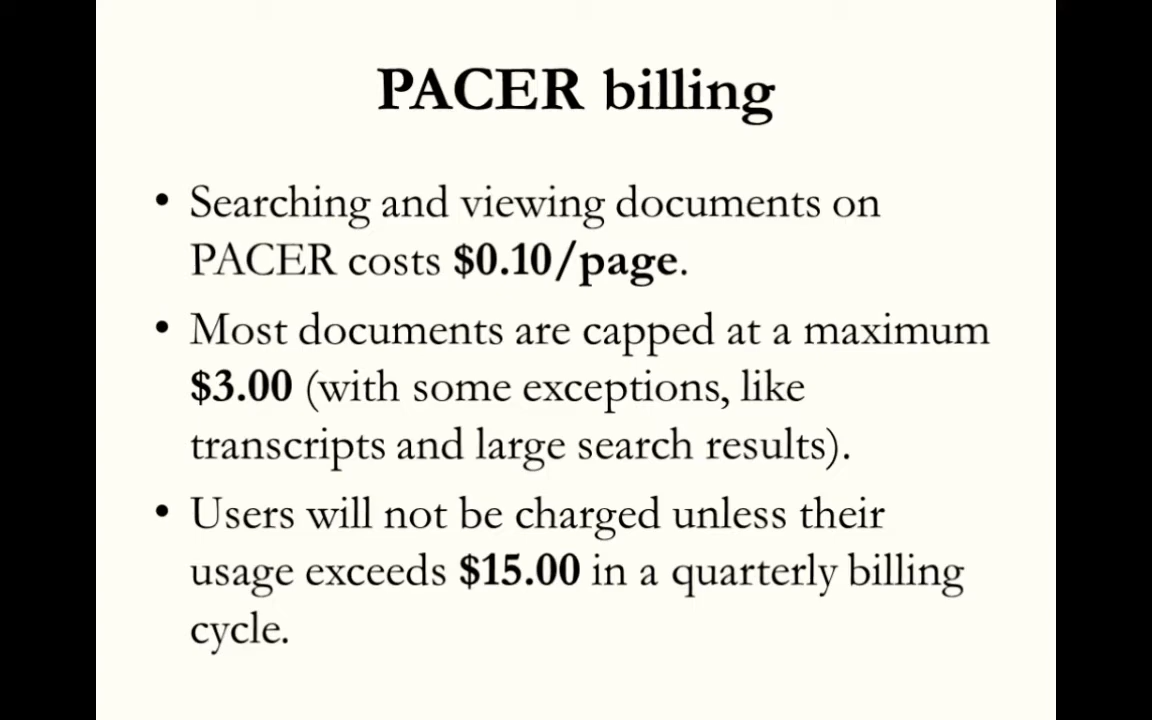 PACER billing
• Searching and viewing documents on
PACER costs $0.10/page.
• Most documents are capped at a maximum
$3.00 (with some exceptions, like
transcripts and large search results).
• Users will not be charged unless their
usage exceeds $15.00 in a quarterly billing
cycle.